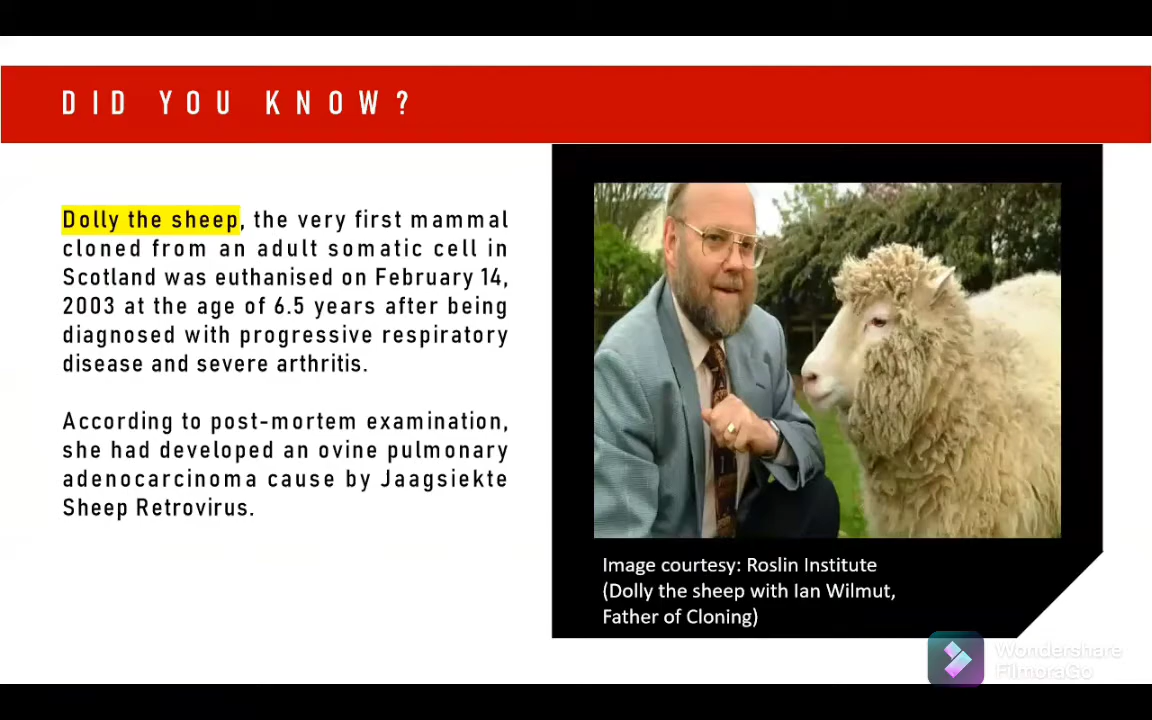 DID YOU KNOW?
Dolly the sheep, the very first mammal
cloned from an adult somatic cell in
Scotland was euthanised on February 14,
2003 at the age of 6.5 years after being
diagnosed with progressive respiratory
disease and severe arthritis.
According to post-mortem examination,
she had developed an ovine pulmonary
adenocarcinoma cause by Jaagsiekte
Sheep Retrovirus.
Image courtesy: Roslin Institute
(Dolly the sheep with Ian Wilmut,
Father of Cloning)
Wondershare
FilmoraGo